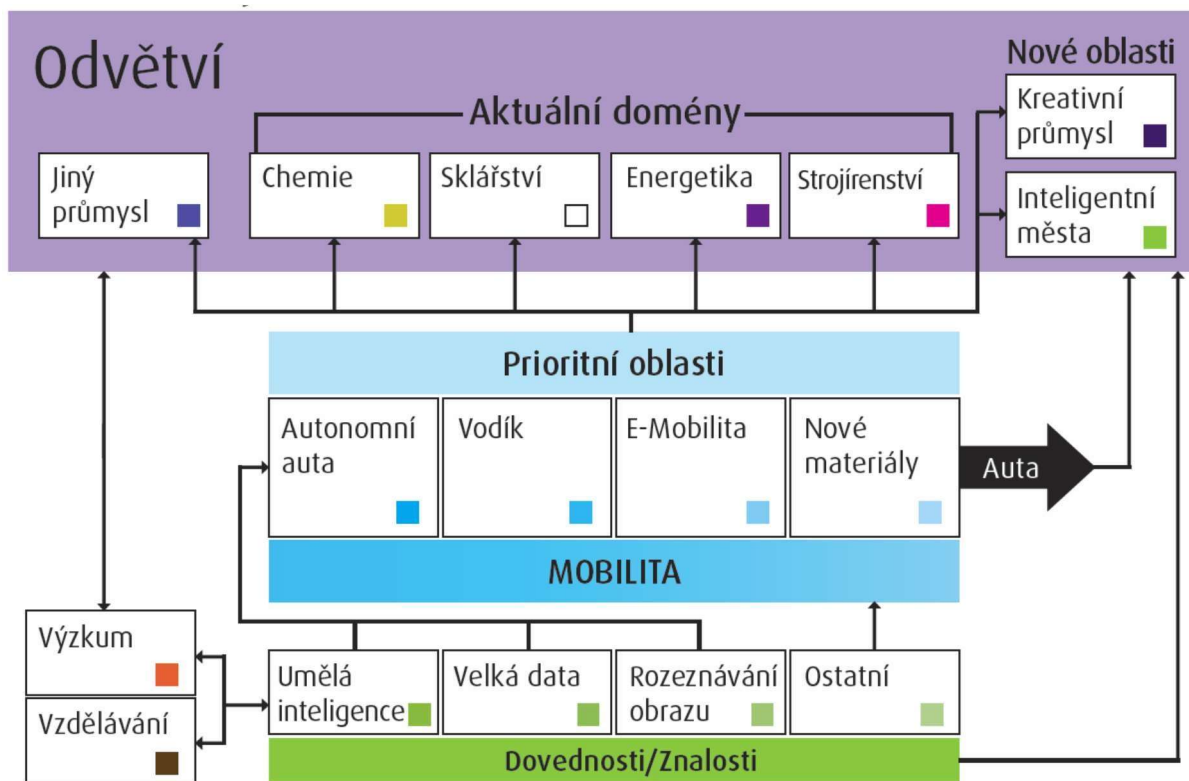 Odvětví
Nové oblasti
Aktuální domény
Kreativní
průmysl
Jiný
průmysl
Chemie
Sklářství
Energetika
Strojírenství
Inteligentní
města
Prioritní oblasti
Autonomní
auta
Vodík
E-Mobilita
Nové
materiály
Auta
MOBILITA
Výzkum
Vzdělávání
Umělá
inteligence
Velká data
Rozeznávání
obrazu
Ostatní
Dovednosti/Znalosti